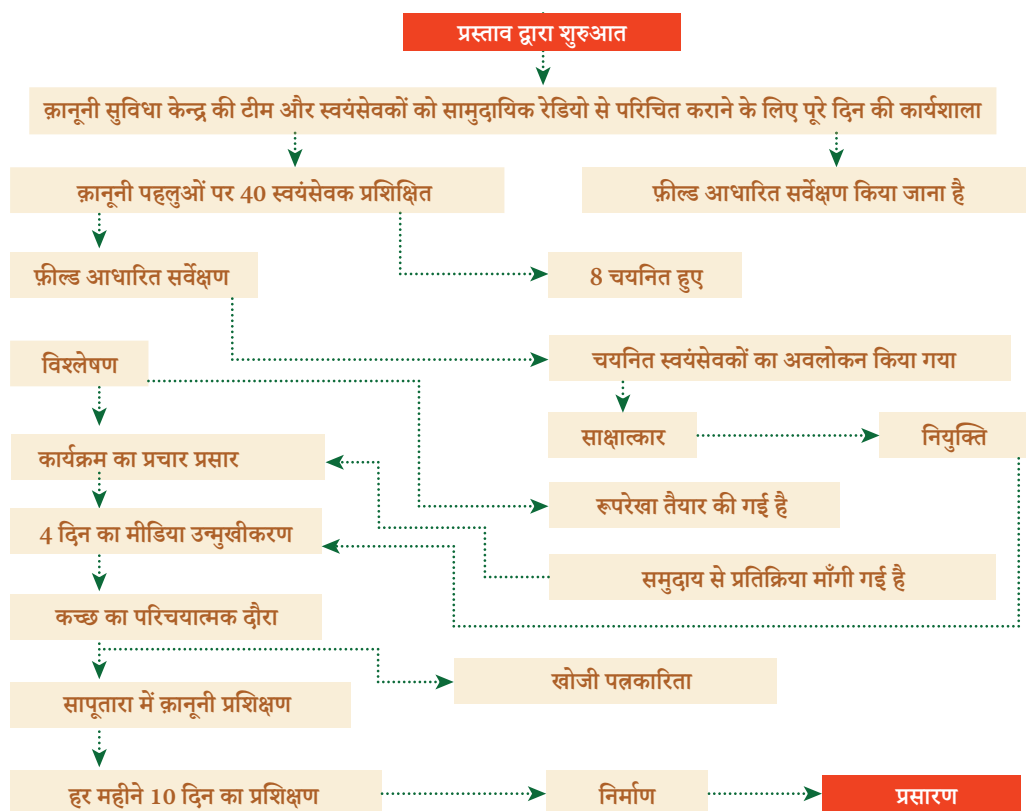 प्रस्ताव द्वारा शुरुआत
क़ानूनी सुविधा केन्द्र की टीम और स्वयंसेवकों को सामुदायिक रेडियो से परिचित कराने के लिए पूरे दिन की कार्यशाला
क़ानूनी पहलुओं पर 40 स्वयंसेवक प्रशिक्षित
फ़ील्ड आधारित सर्वेक्षण किया जाना है
फ़ील्ड आधारित सर्वेक्षण
8 चयनित हुए
विश्लेषण
चयनित स्वयंसेवकों का अवलोकन किया गया
साक्षात्कार
नियुक्ति
कार्यक्रम का प्रचार प्रसार
रूपरेखा तैयार की गई है
4 दिन का मीडिया उन्मुखीकरण
समुदाय से प्रतिक्रिया माँगी गई है
कच्छ का परिचयात्मक दौरा
खोजी पत्रकारिता
सापूतारा में क़ानूनी प्रशिक्षण
हर महीने 10 दिन का प्रशिक्षण
निर्माण
प्रसारण